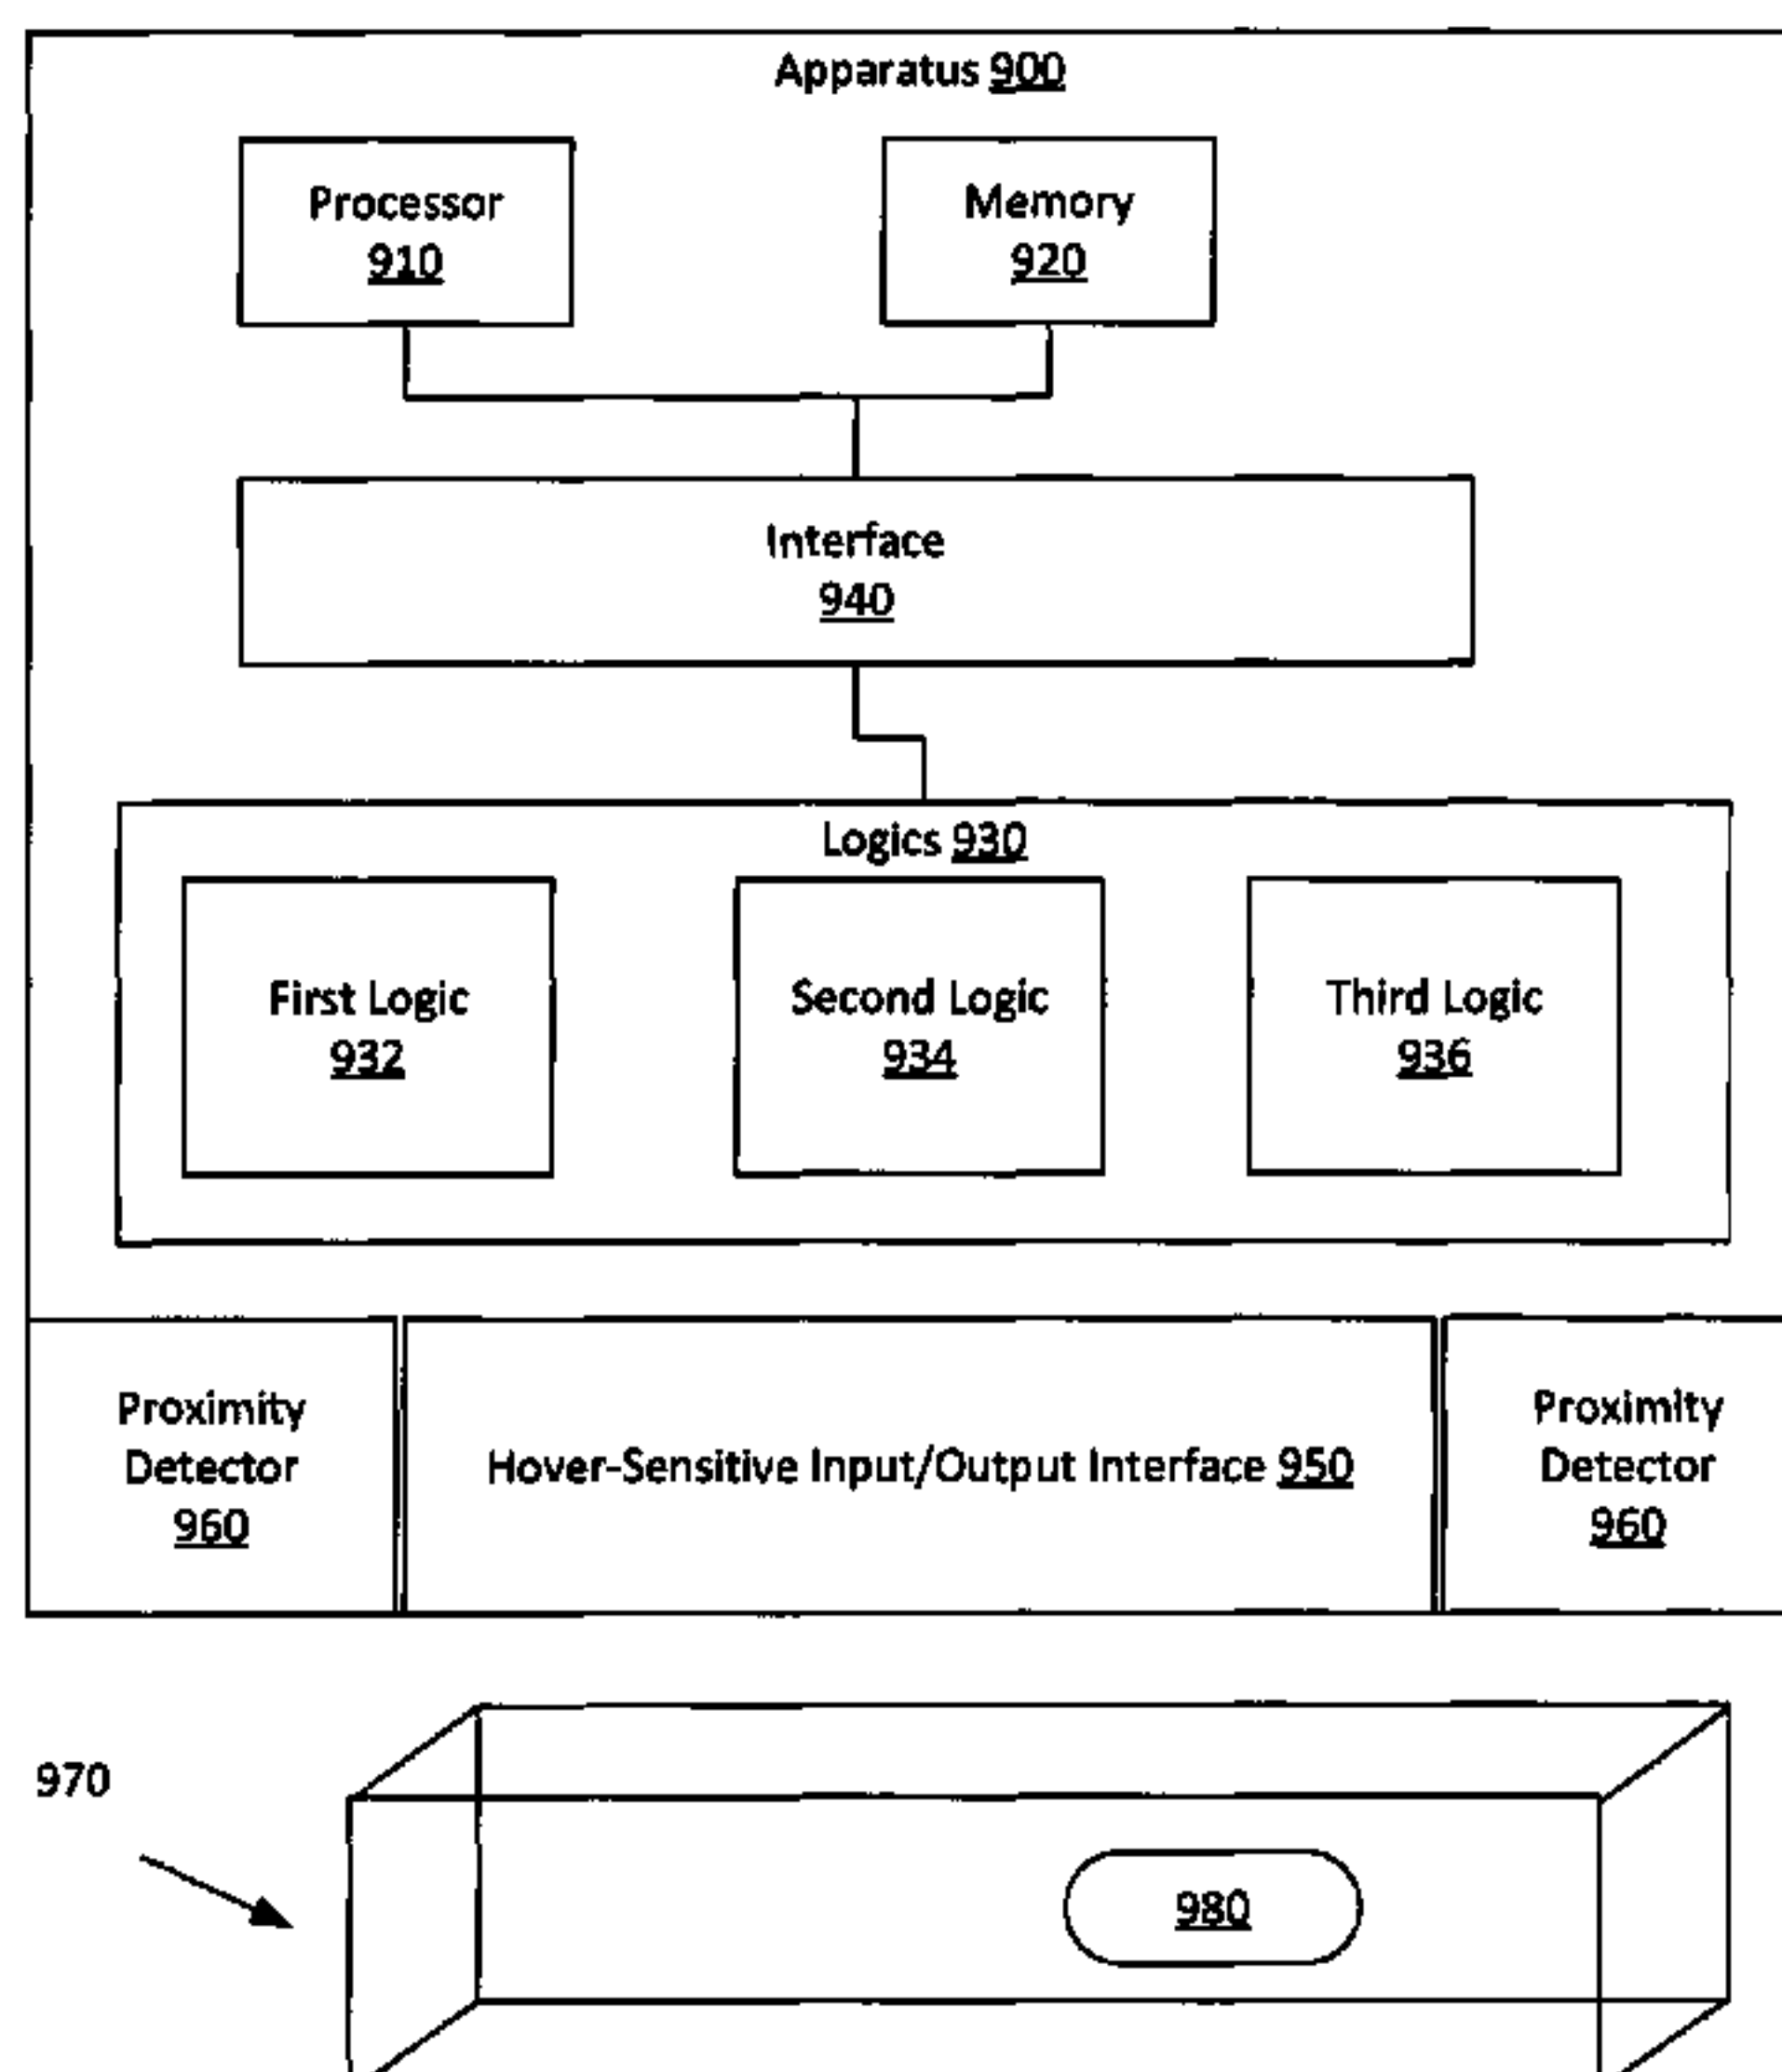 Apparatus 900
Processor
910
Memory
920
Interface
940
Logics 930
First Logic
932
Second Logic
934
Third Logic
936
Proximity
Detector
960
Hover-Sensitive Input/Output Interface 950
Proximity
Detector
960
970
980